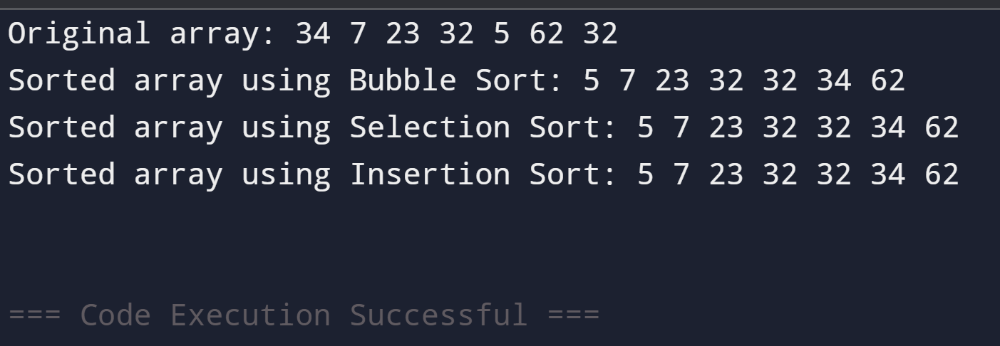 Original array: 34 7 23 32 5 62 32
Sorted array using Bubble Sort: 5 7 23 32 32 34 62
Sorted array using Selection Sort: 5 7 23 32 32 34 62
Sorted array using Insertion Sort: 5 7 23 32 32 34 62
=== Code Execution Successful ===